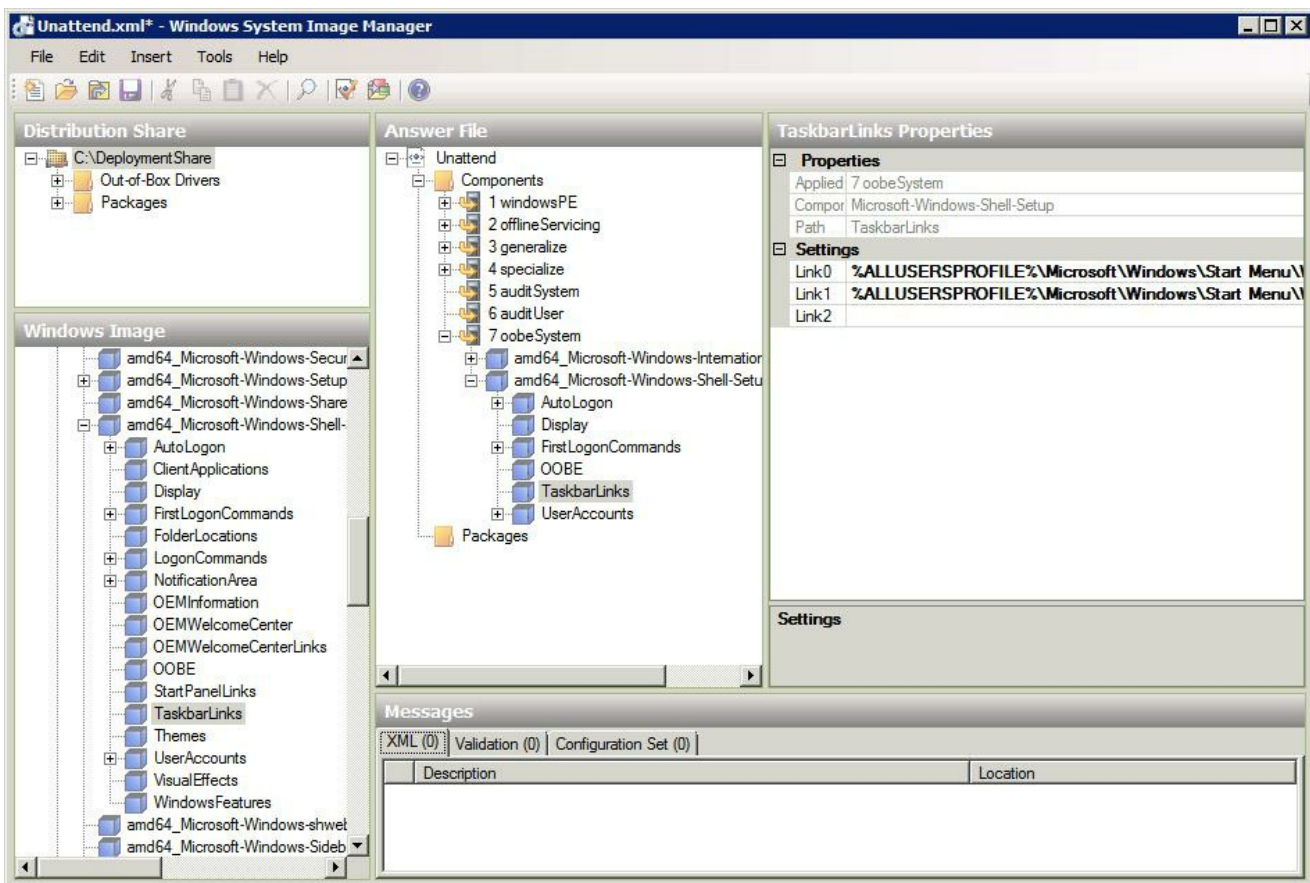 Unattend.xml* - Windows System Image Manager
File Edit Insert Tools Help
Distribution Share
C:\DeploymentShare
Out-of-Box Drivers
Packages
Windows Image
amd64_Microsoft-Windows-Secur
amd64_Microsoft-Windows-Setup
amd64_Microsoft-Windows-Share
amd64_Microsoft-Windows-Shell-
AutoLogon
ClientApplications
Display
FirstLogonCommands
FolderLocations
LogonCommands
NotificationArea
OEMInformation
OEMWelcomeCenter
OEMWelcomeCenterLinks
OOBE
StartPanelLinks
TaskbarLinks
Themes
UserAccounts
VisualEffects
WindowsFeatures
amd64_Microsoft-Windows-shwet
amd64_Microsoft-Windows-Sideb
Answer File
Unattend
Components
1 windowsPE
2 offlineServicing
3 generalize
4 specialize
5 auditSystem
6 auditUser
7 oobeSystem
amd64_Microsoft-Windows-Internation
amd64_Microsoft-Windows-Shell-Setu
AutoLogon
Display
FirstLogonCommands
OOBE
TaskbarLinks
UserAccounts
Packages
TaskbarLinks Properties
Properties
Applied 7 oobeSystem
Compor Microsoft-Windows-Shell-Setup
Path TaskbarLinks
Settings
Link0 %ALLUSERSPROFILE%\Microsoft\Windows\Start Menu\
Link1 %ALLUSERSPROFILE%\Microsoft\Windows\Start Menu\
Link2
Settings
Messages
XML (0) Validation (0) Configuration Set (0)
Description Location